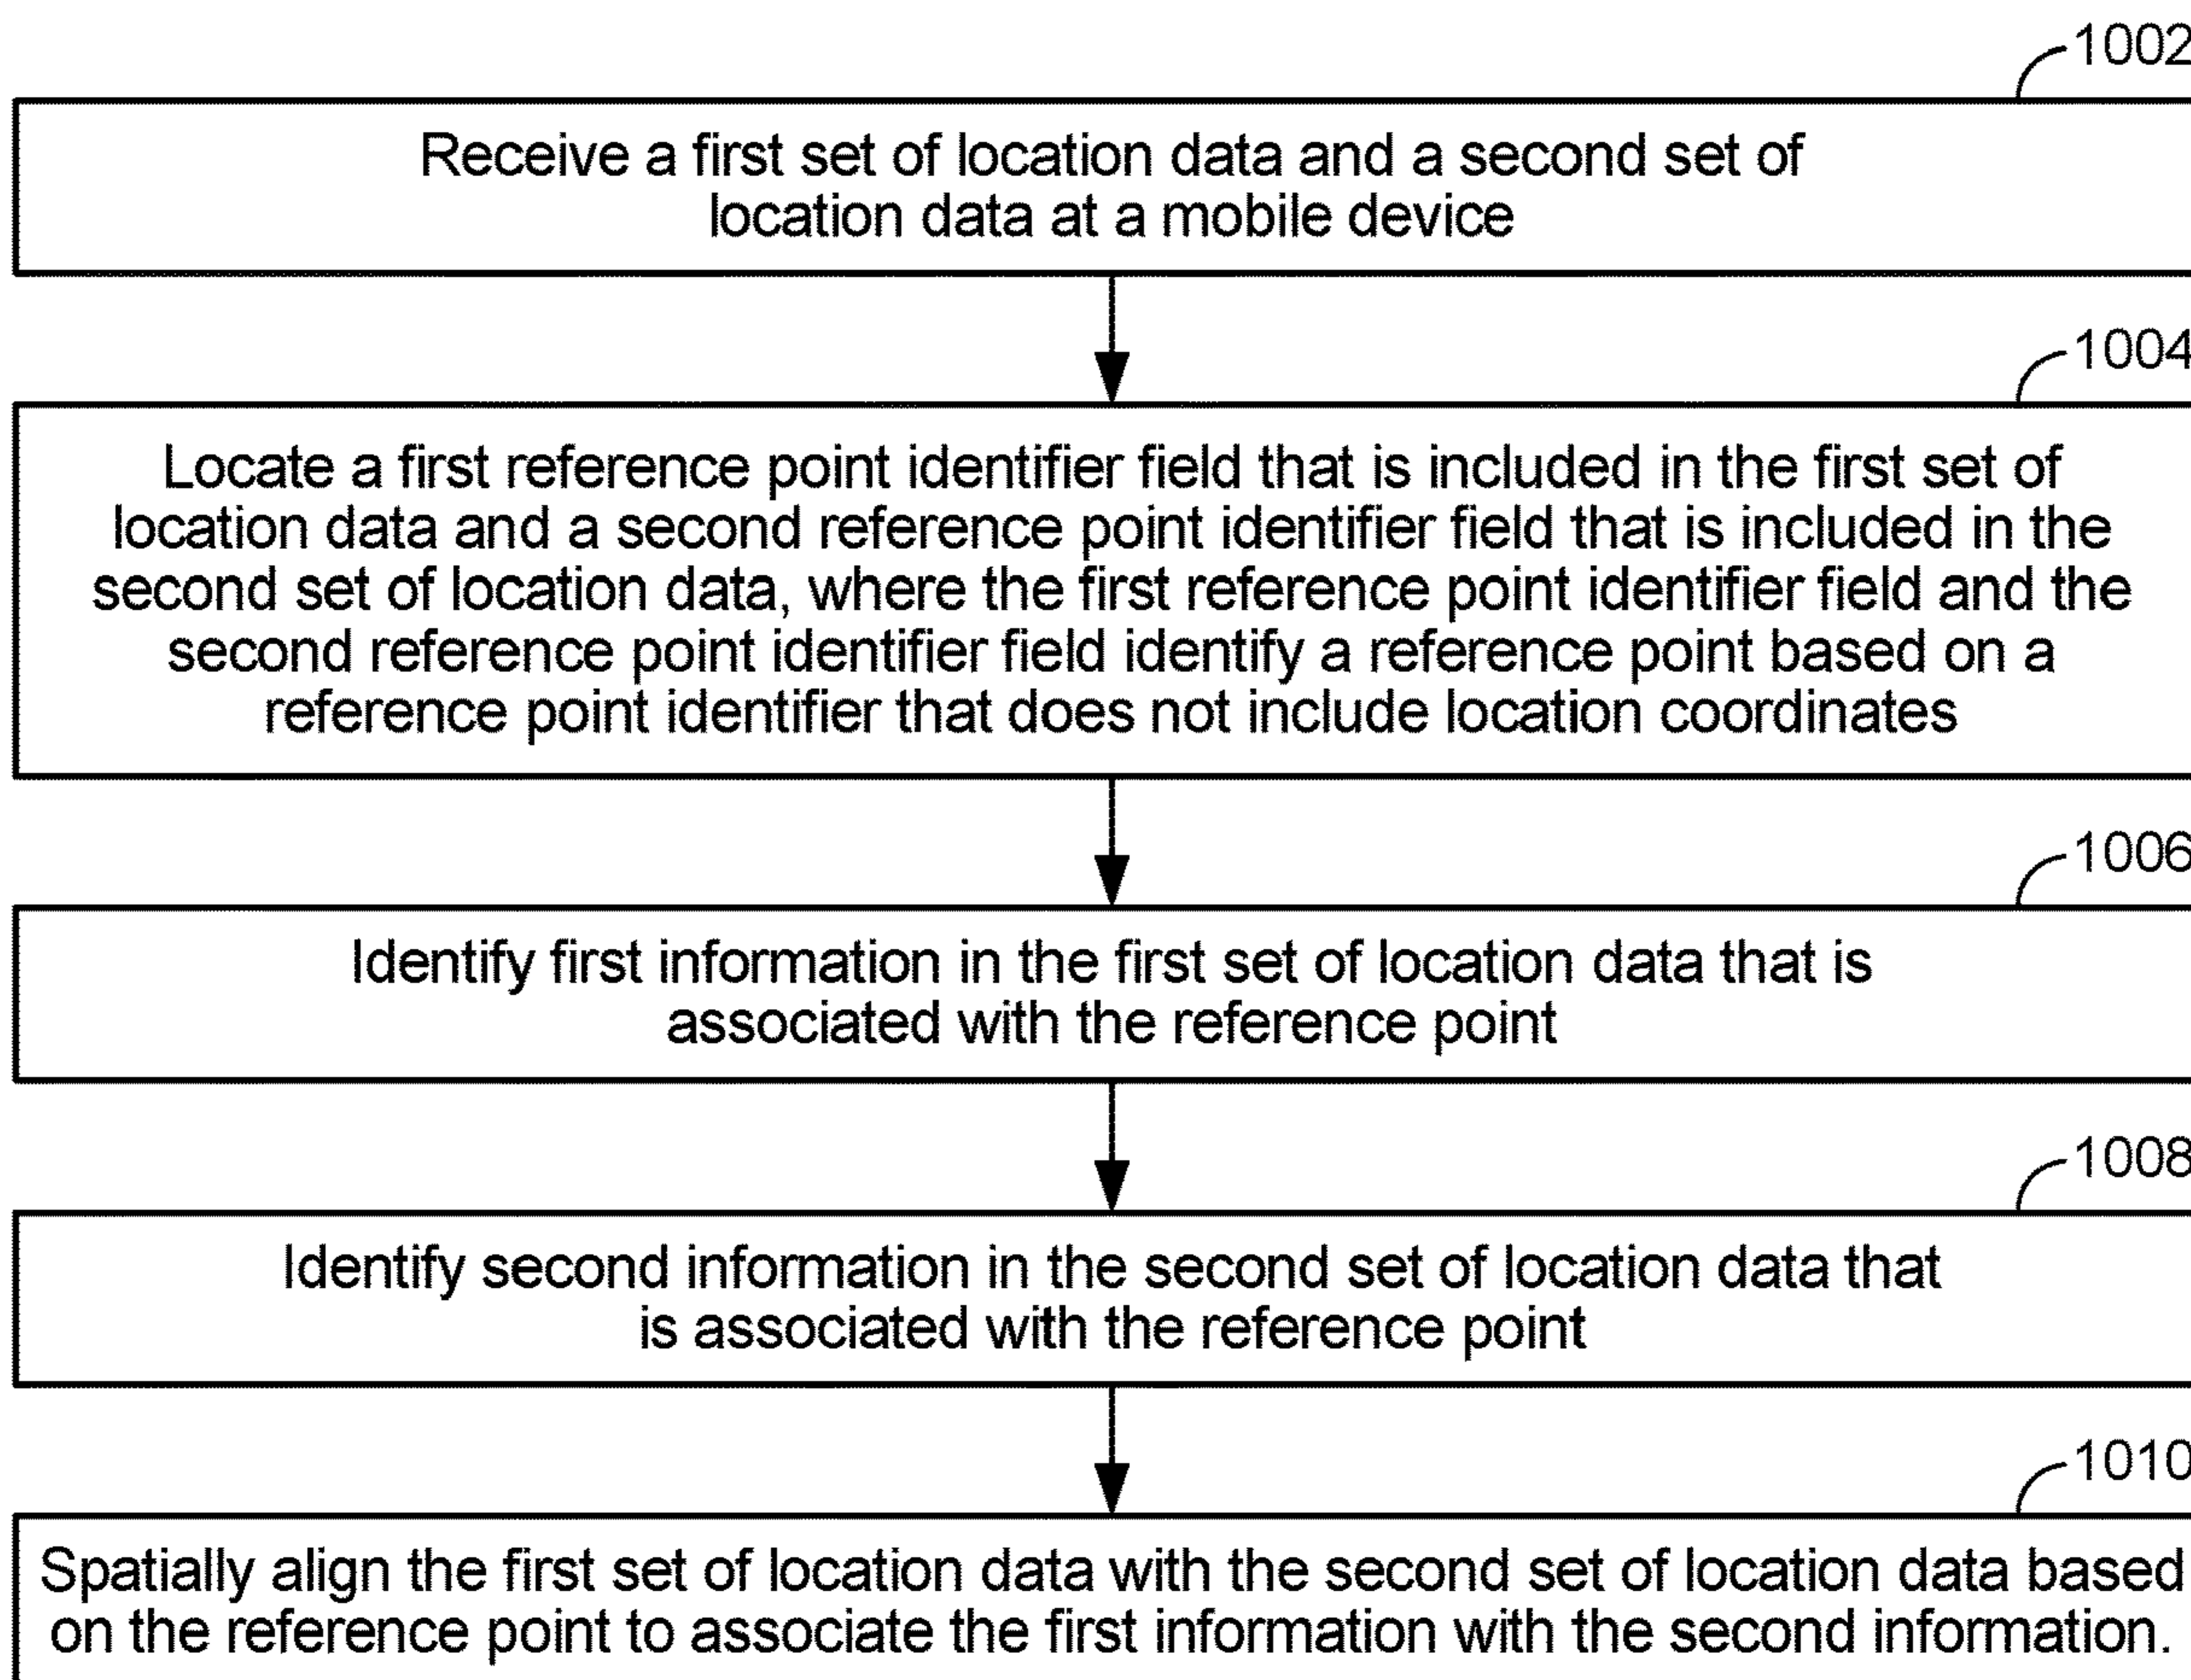 1002
Receive a first set of location data and a second set of
location data at a mobile device
1004
Locate a first reference point identifier field that is included in the first set of
location data and a second reference point identifier field that is included in the
second set of location data, where the first reference point identifier field and the
second reference point identifier field identify a reference point based on a
reference point identifier that does not include location coordinates
1006
Identify first information in the first set of location data that is
associated with the reference point
1008
Identify second information in the second set of location data that
is associated with the reference point
1010
Spatially align the first set of location data with the second set of location data based
on the reference point to associate the first information with the second information.